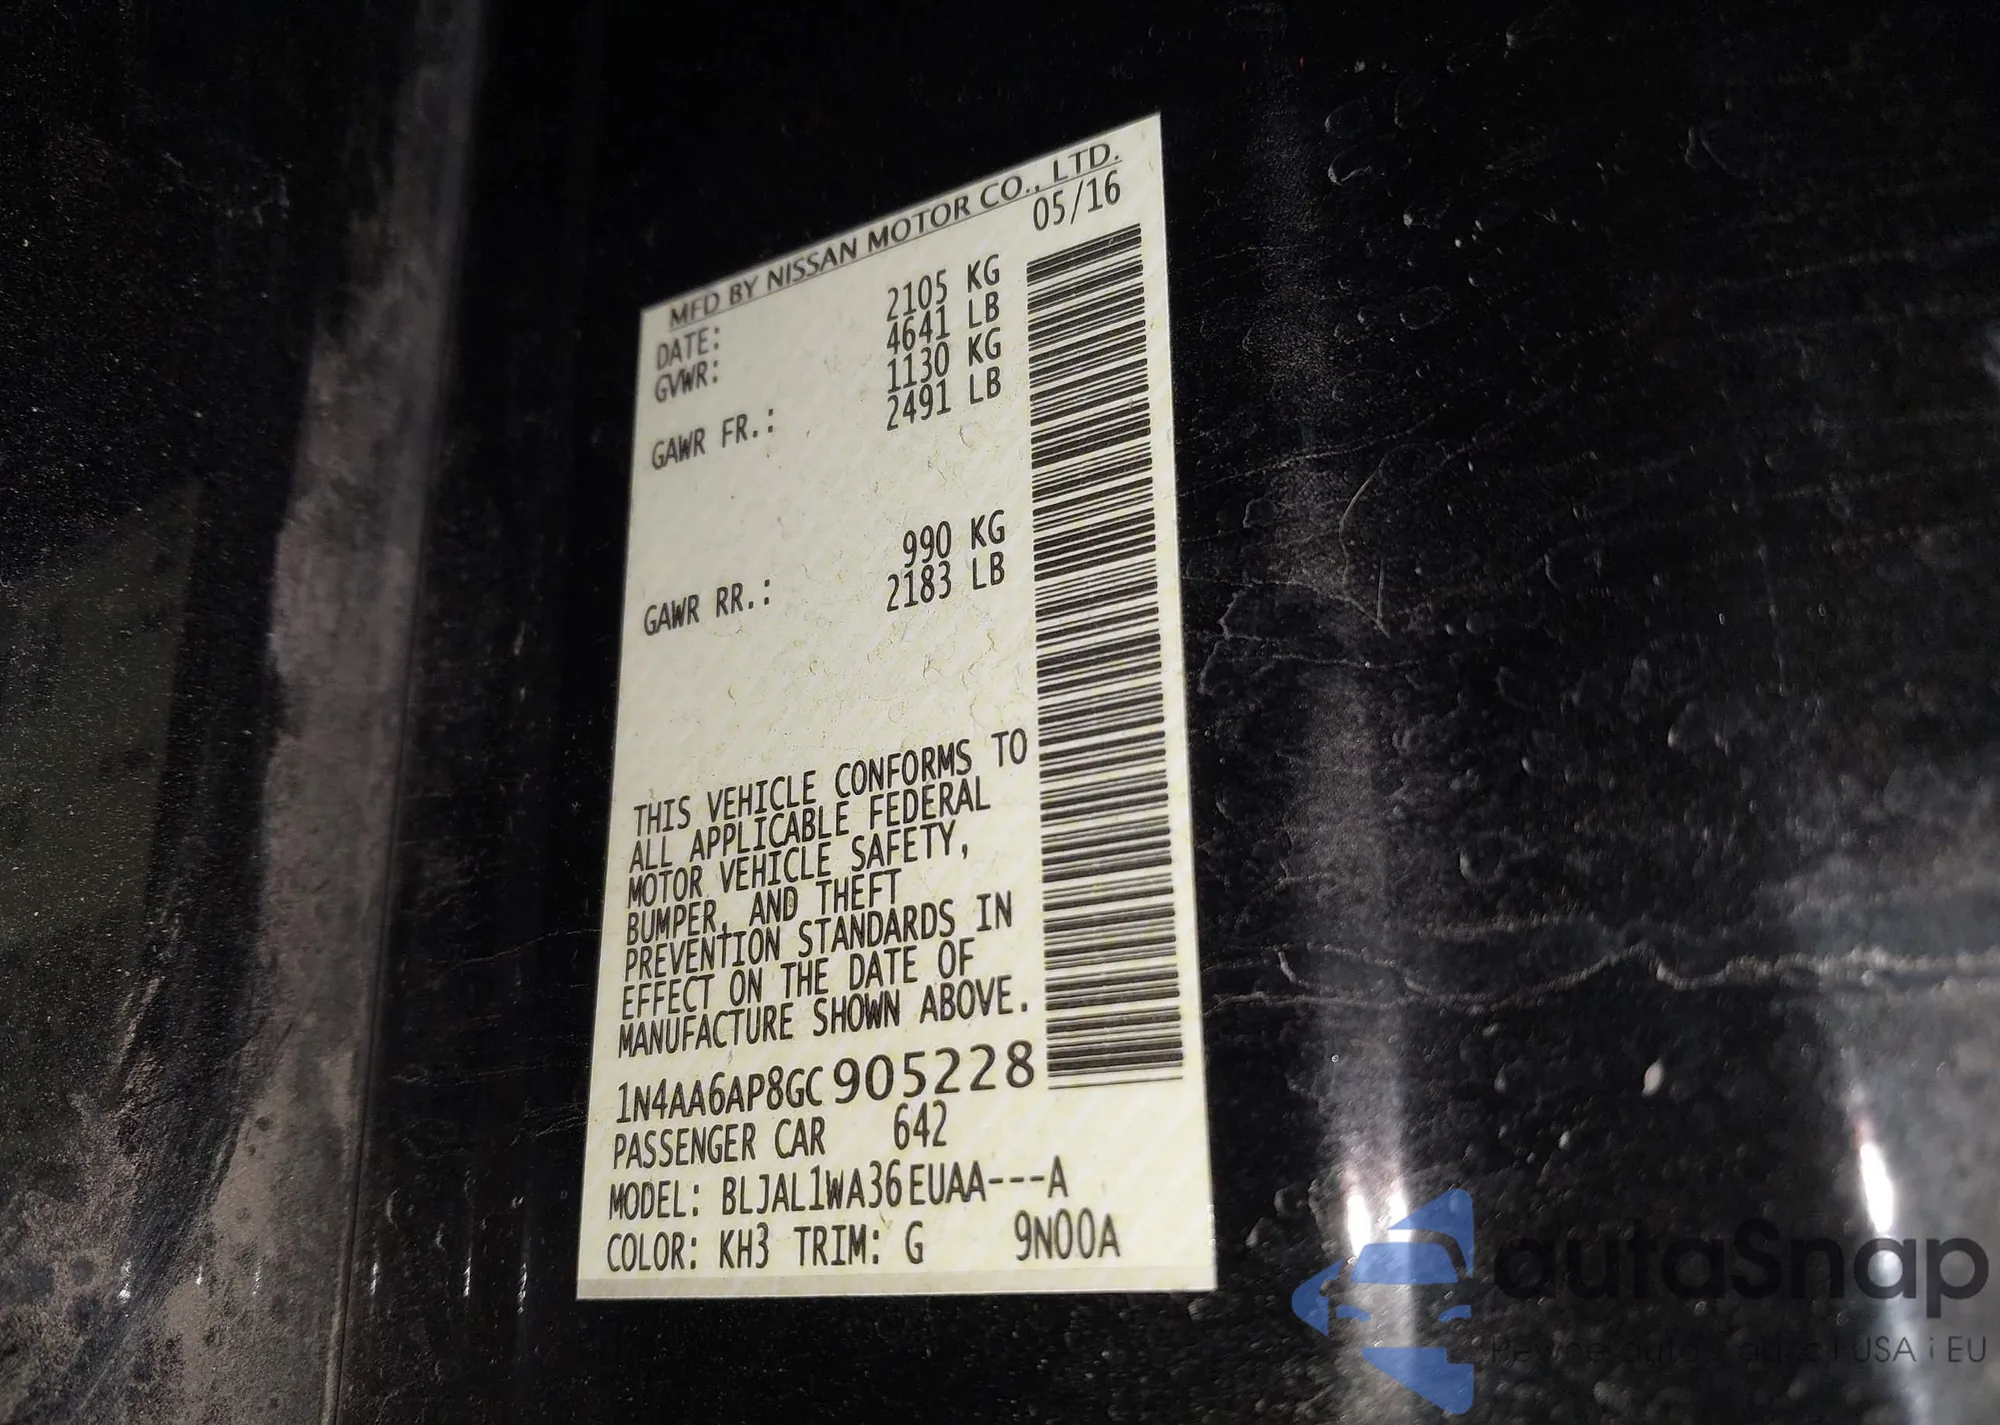 MFD BY NISSAN MOTOR CO., LTD.
DATE: 05/16
GVWR: 2105 KG
4641 LB
GAWR FR.: 1130 KG
2491 LB
GAWR RR.: 990 KG
2183 LB
THIS VEHICLE CONFORMS TO
ALL APPLICABLE FEDERAL
MOTOR VEHICLE SAFETY,
BUMPER, AND THEFT
PREVENTION STANDARDS IN
EFFECT ON THE DATE OF
MANUFACTURE SHOWN ABOVE.
1N4AA6AP8GC905228
PASSENGER CAR 642
MODEL: BLJAL1WA36EUAA---A
COLOR: KH3 TRIM: G 9N00A
autaSnap
USA i EU